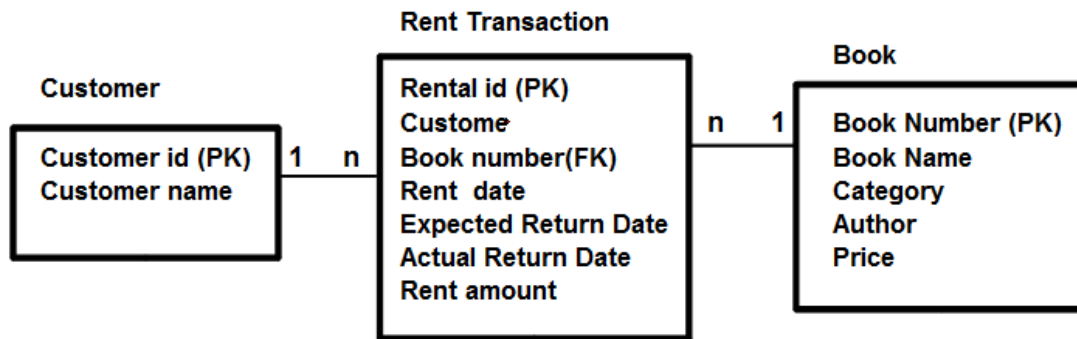 Rent Transaction
Book
Customer
Rental id (PK)
Custome
Book number(FK)
Rent date
Expected Return Date
Actual Return Date
Rent amount
Customer id (PK)
Customer name
1 n
n 1
Book Number (PK)
Book Name
Category
Author
Price